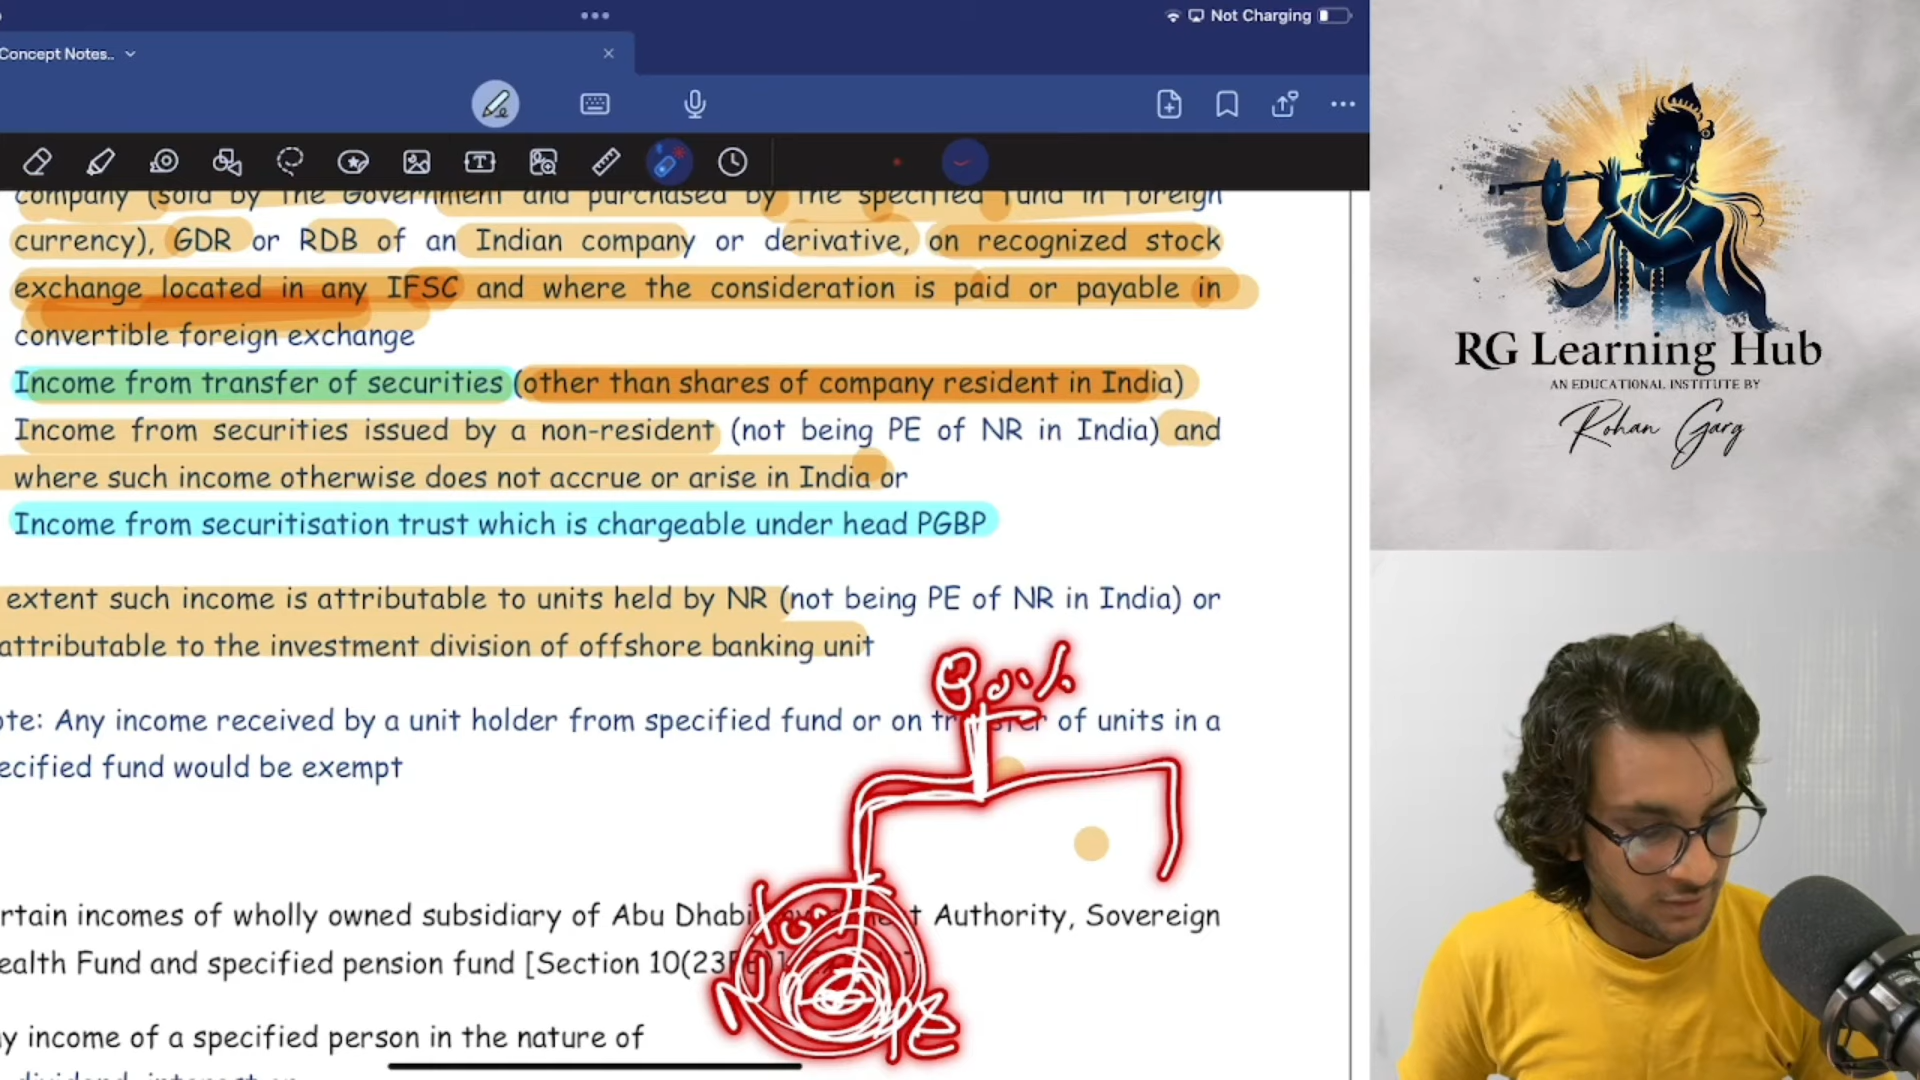 Not Charging
Concept Notes..
company (sold by the Government and purchased by the specified fund in foreign
currency), GDR or RDB of an Indian company or derivative, on recognized stock
exchange located in any IFSC and where the consideration is paid or payable in
convertible foreign exchange
Income from transfer of securities (other than shares of company resident in India)
Income from securities issued by a non-resident (not being PE of NR in India) and
where such income otherwise does not accrue or arise in India or
Income from securitisation trust which is chargeable under head PGBP
extent such income is attributable to units held by NR (not being PE of NR in India) or
attributable to the investment division of offshore banking unit
ote: Any income received by a unit holder from specified fund or on transfer of units in a
ecified fund would be exempt
rtain incomes of wholly owned subsidiary of Abu Dhabi Authority, Sovereign
ealth Fund and specified pension fund [Section 10(23
y income of a specified person in the nature of
dividend, interest or
RG Learning Hub
AN EDUCATIONAL INSTITUTE BY
Rohan Garg